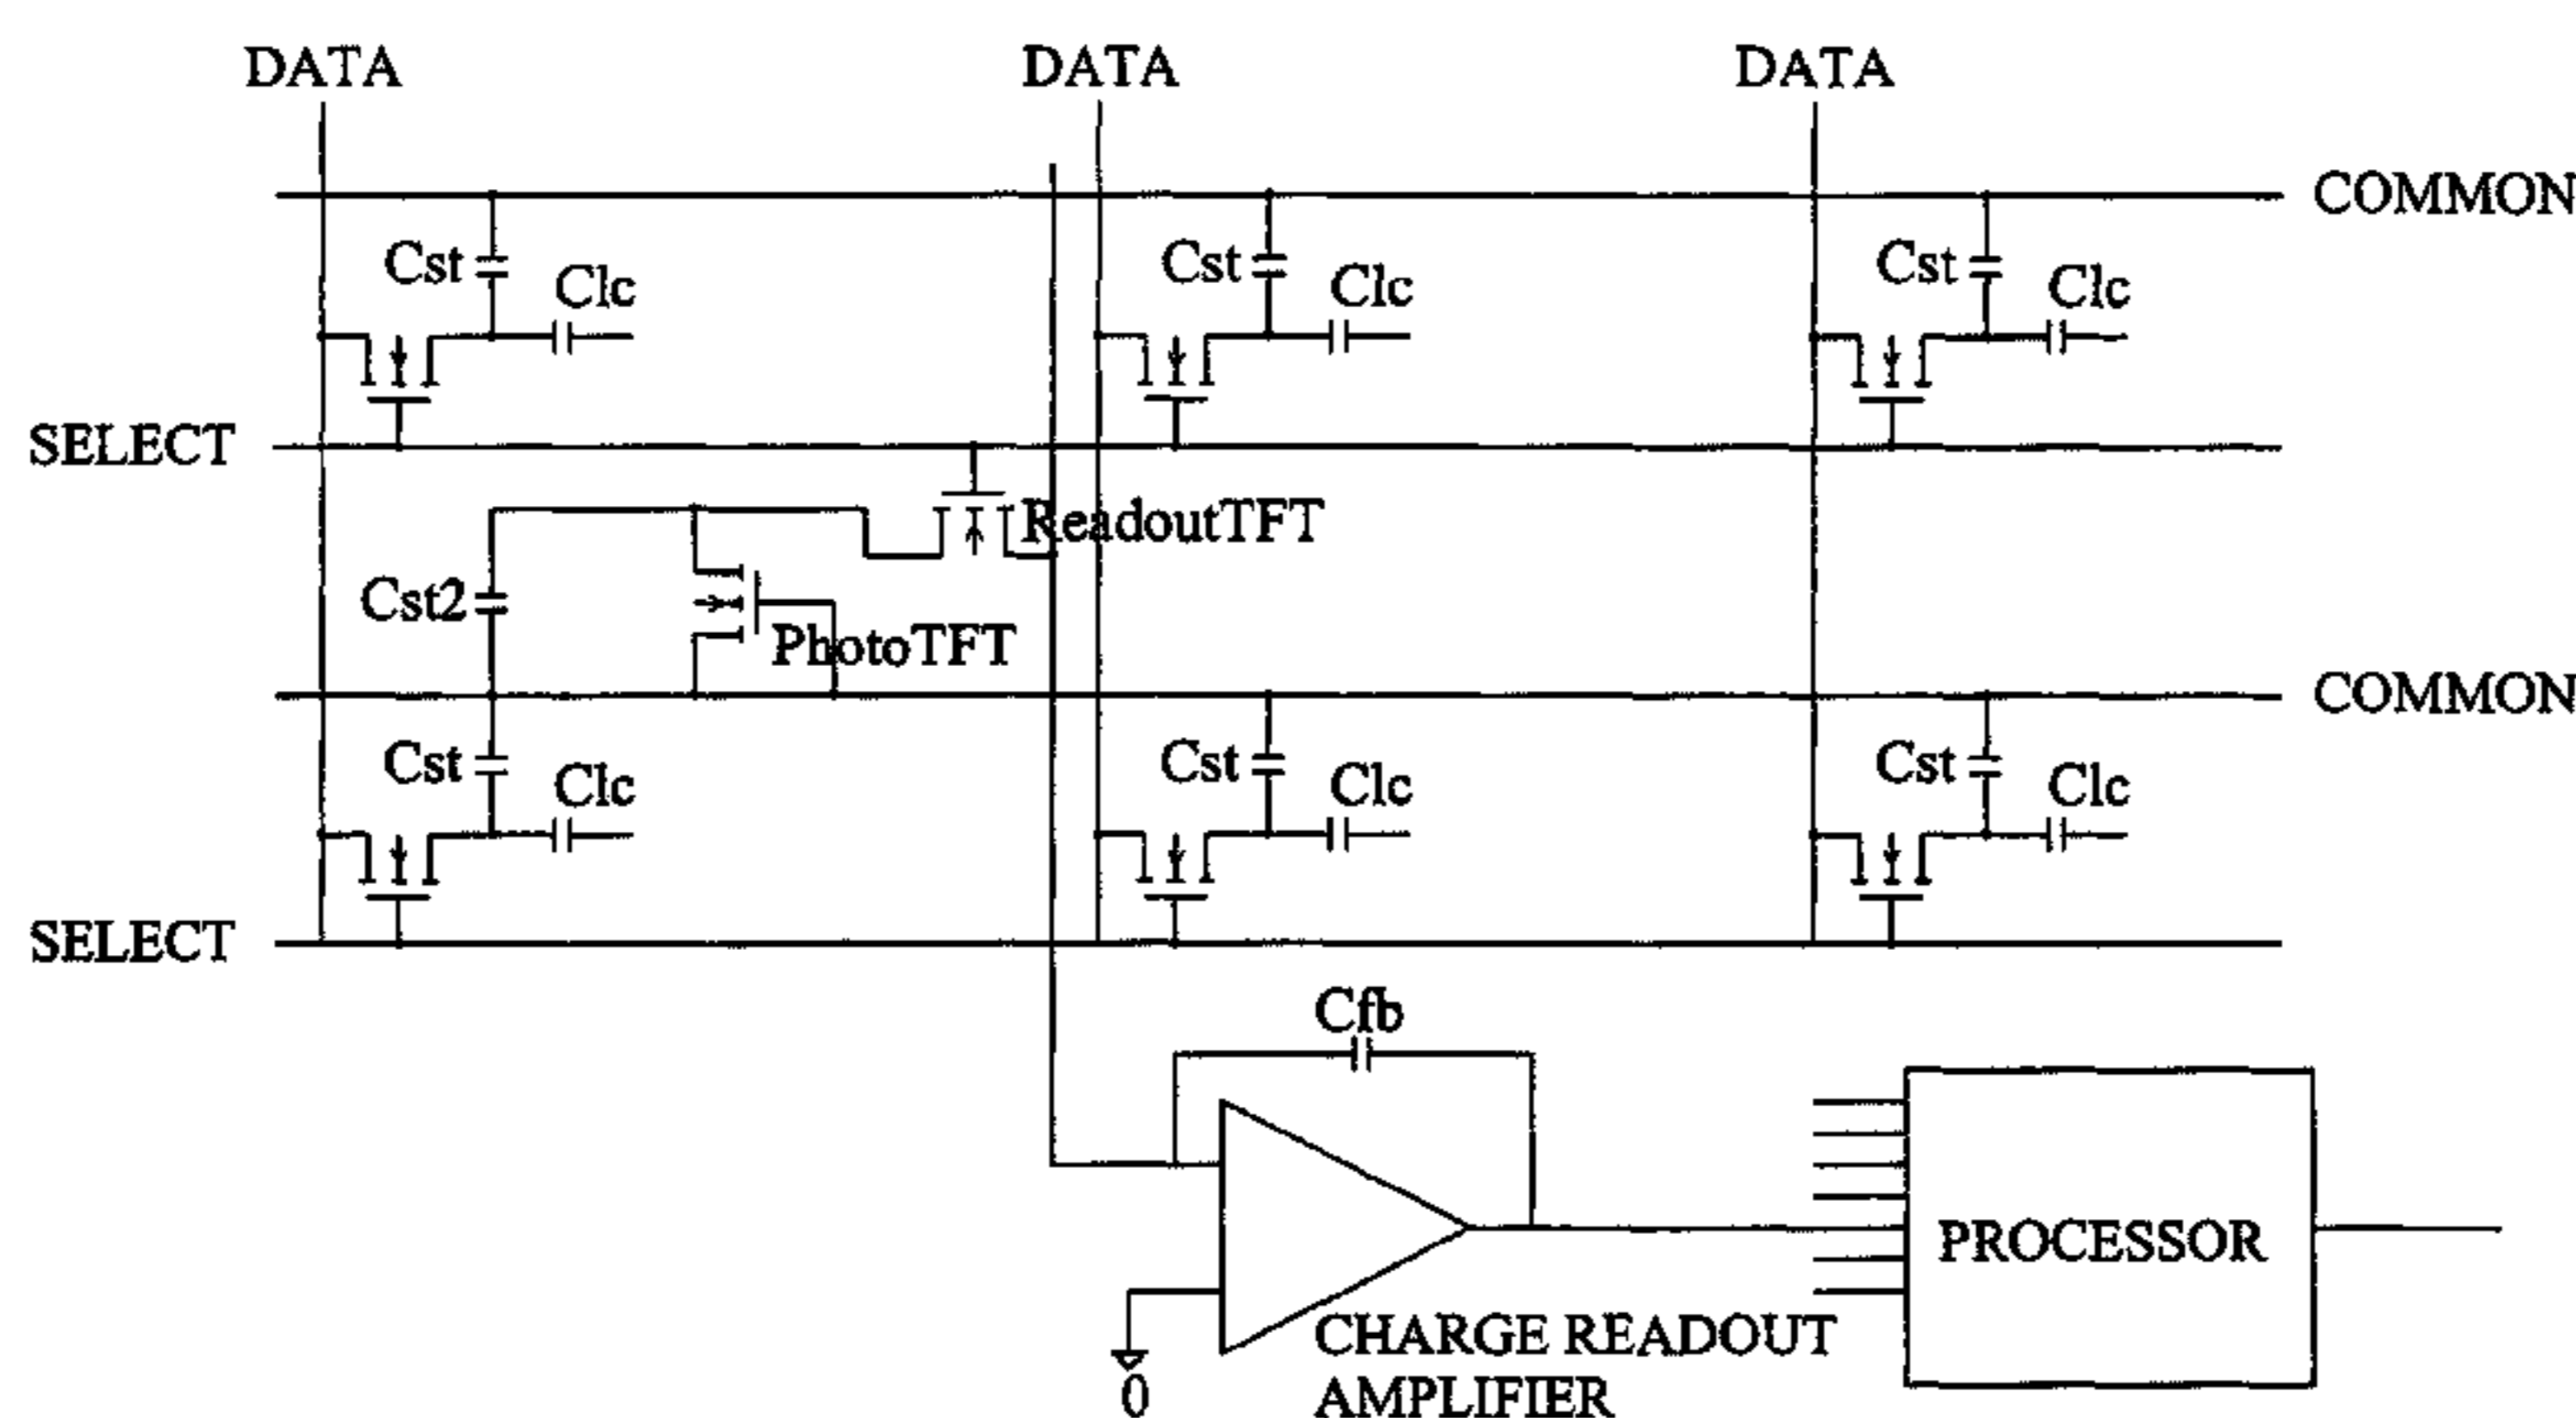 DATA DATA DATA
COMMON
Cst Clc Cst Clc Cst Clc
SELECT
ReadoutTFT
Cst2
PhotoTFT
COMMON
Cst Clc Cst Clc Cst Clc
SELECT
Cfb
PROCESSOR
CHARGE READOUT
AMPLIFIER
0